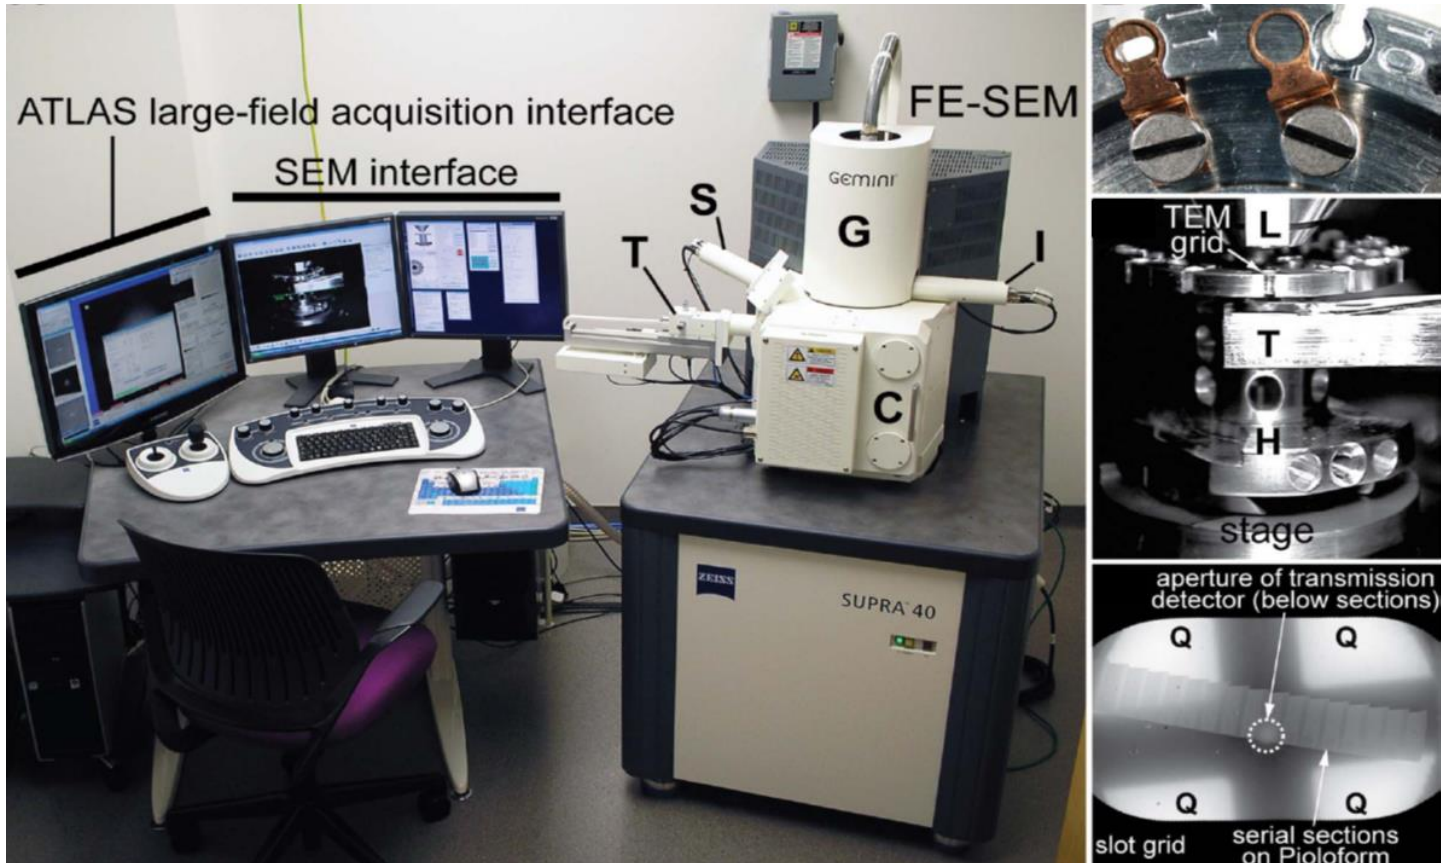 ATLAS large-field acquisition interface
SEM interface
FE-SEM
GEMINI
G
S
T
I
C
ZEISS
SUPRA 40
TEM
grid
L
T
H
stage
aperture of transmission
detector (below sections)
Q
Q
Q
Q
slot grid
serial sections
on Pioloform